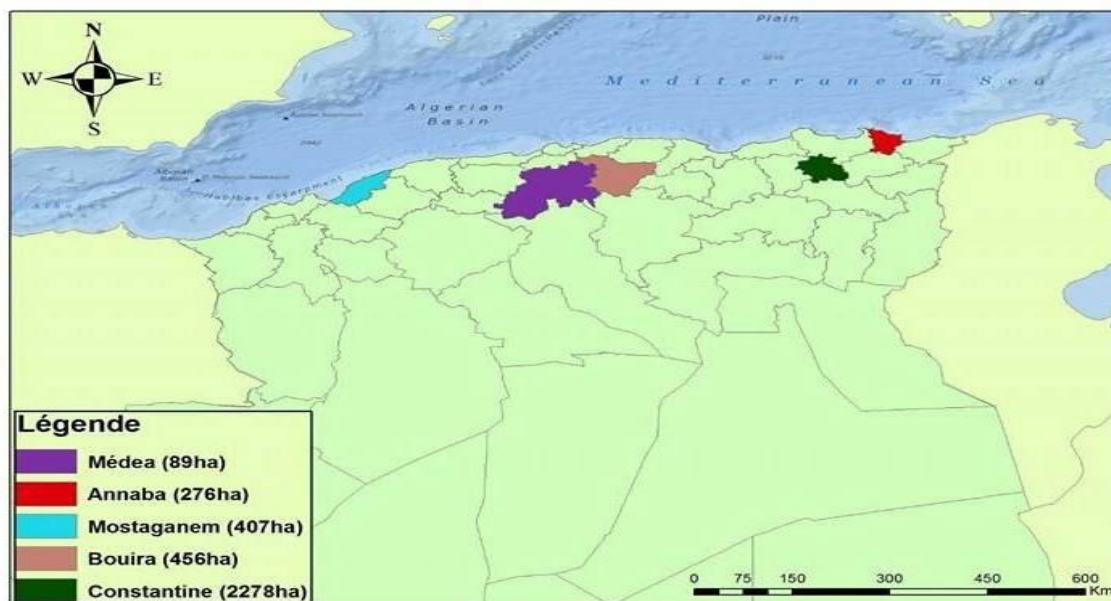 Plain
N
W E
S
Mediterranean Sea
Algerian
Basin
Légende
Médea (89ha)
Annaba (276ha)
Mostaganem (407ha)
Bouira (456ha)
Constantine (2278ha)
0 75 150 300 450 600
Km